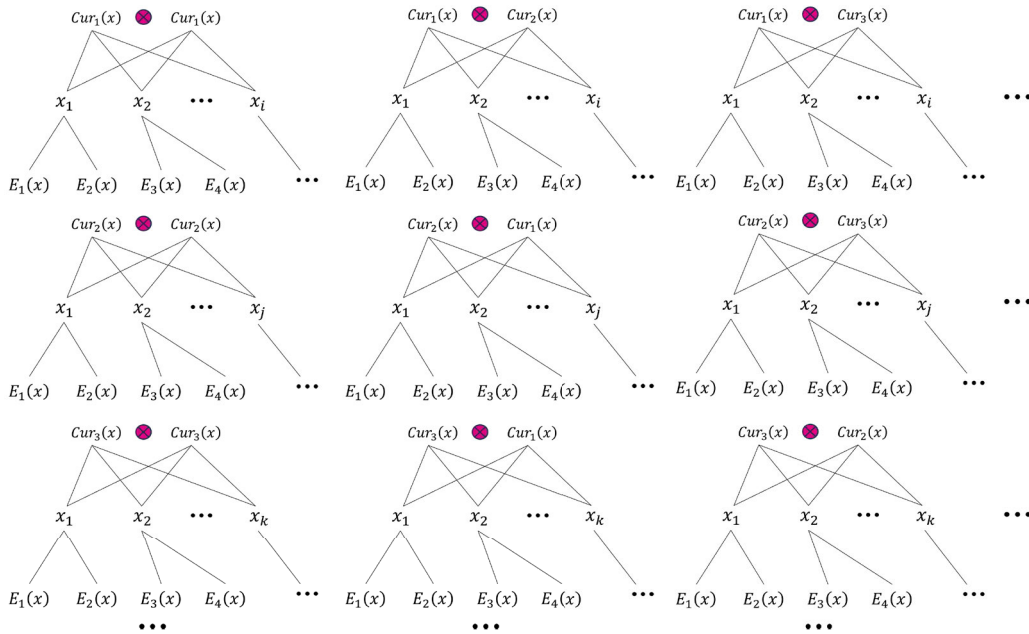 Cur₁(x) ⊗ Cur₁(x) Cur₁(x) ⊗ Cur₂(x) Cur₁(x) ⊗ Cur₃(x)
x₁ x₂ ••• xᵢ x₁ x₂ ••• xᵢ x₁ x₂ ••• xᵢ •••
E₁(x) E₂(x) E₃(x) E₄(x) ••• E₁(x) E₂(x) E₃(x) E₄(x) ••• E₁(x) E₂(x) E₃(x) E₄(x) •••
Cur₂(x) ⊗ Cur₂(x) Cur₂(x) ⊗ Cur₁(x) Cur₂(x) ⊗ Cur₃(x)
x₁ x₂ ••• xⱼ x₁ x₂ ••• xⱼ x₁ x₂ ••• xⱼ •••
E₁(x) E₂(x) E₃(x) E₄(x) ••• E₁(x) E₂(x) E₃(x) E₄(x) ••• E₁(x) E₂(x) E₃(x) E₄(x) •••
Cur₃(x) ⊗ Cur₃(x) Cur₃(x) ⊗ Cur₁(x) Cur₃(x) ⊗ Cur₂(x)
x₁ x₂ ••• xₖ x₁ x₂ ••• xₖ x₁ x₂ ••• xₖ •••
E₁(x) E₂(x) E₃(x) E₄(x) ••• E₁(x) E₂(x) E₃(x) E₄(x) ••• E₁(x) E₂(x) E₃(x) E₄(x) •••
••• ••• •••